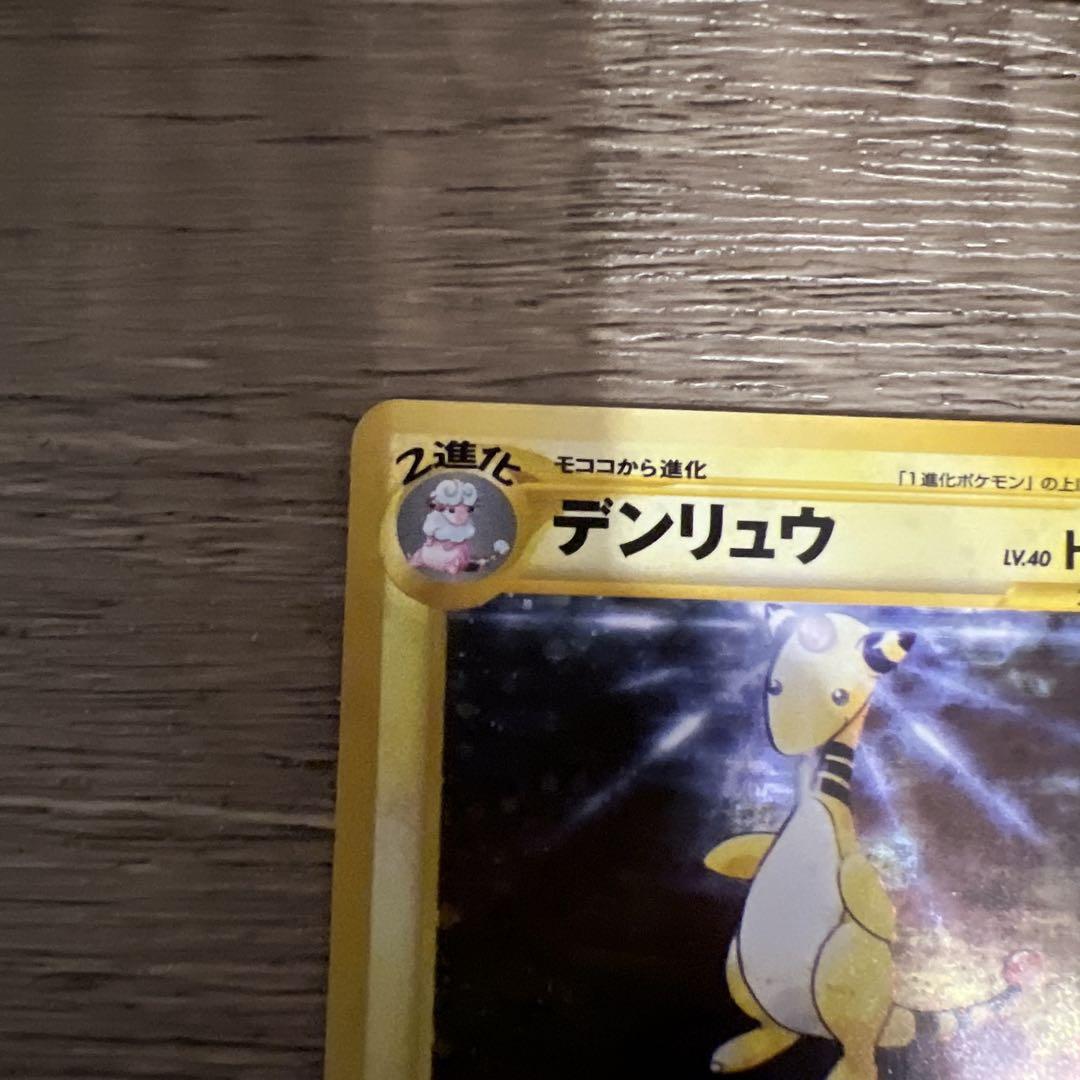 2進化
モココから進化
「1進化ポケモン」の上に
デンリュウ
LV.40 H